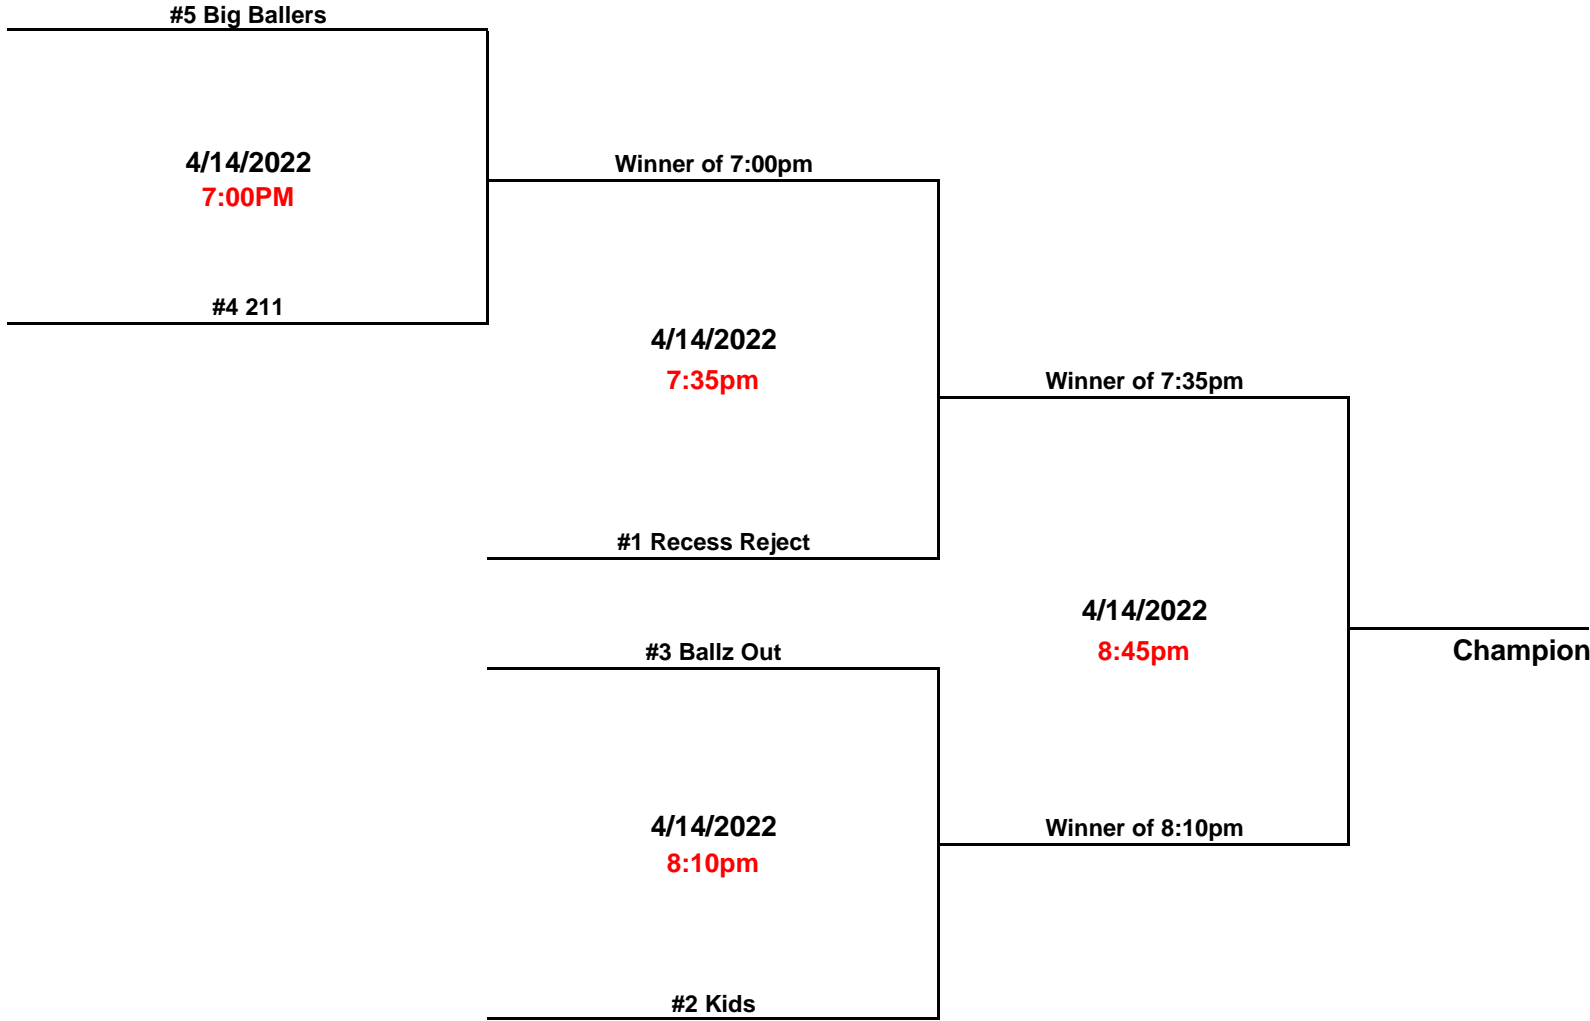 #5 Big Ballers
4/14/2022
7:00PM
Winner of 7:00pm
#4 211
4/14/2022
7:35pm
Winner of 7:35pm
#1 Recess Reject
4/14/2022
8:45pm
Champion
#3 Ballz Out
4/14/2022
8:10pm
Winner of 8:10pm
#2 Kids